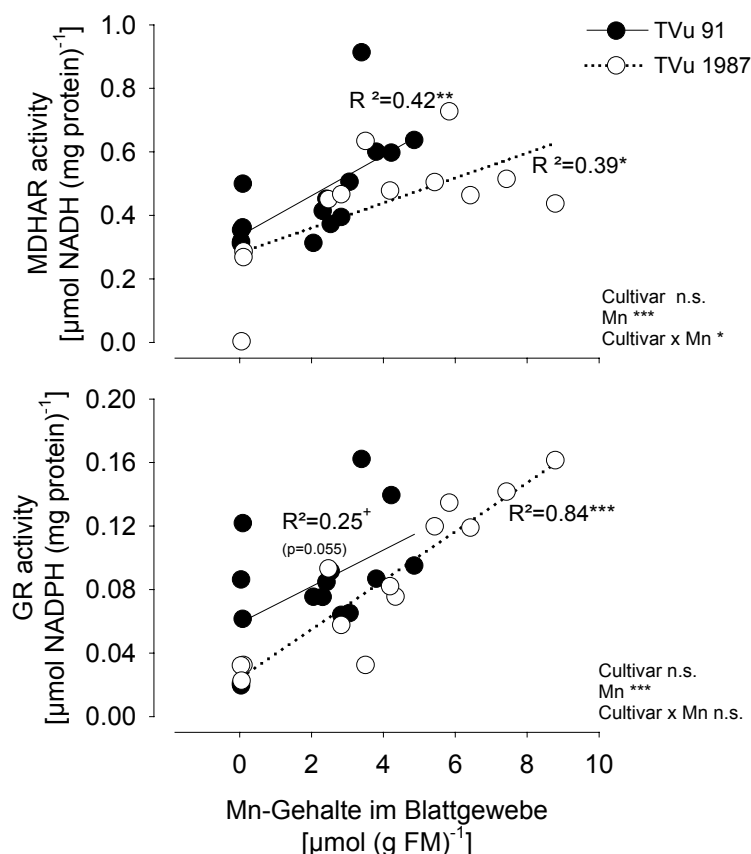 TVu 91
TVu 1987
MDHAR activity
[µmol NADH (mg protein)⁻¹]
1.0
0.8
0.6
0.4
0.2
0.0
R ²=0.42**
R ²=0.39*
Cultivar n.s.
Mn ***
Cultivar x Mn *
GR activity
[µmol NADPH (mg protein)⁻¹]
0.20
0.16
0.12
0.08
0.04
0.00
R²=0.25⁺
(p=0.055)
R²=0.84***
Cultivar n.s.
Mn ***
Cultivar x Mn n.s.
0 2 4 6 8 10
Mn-Gehalte im Blattgewebe
[µmol (g FM)⁻¹]